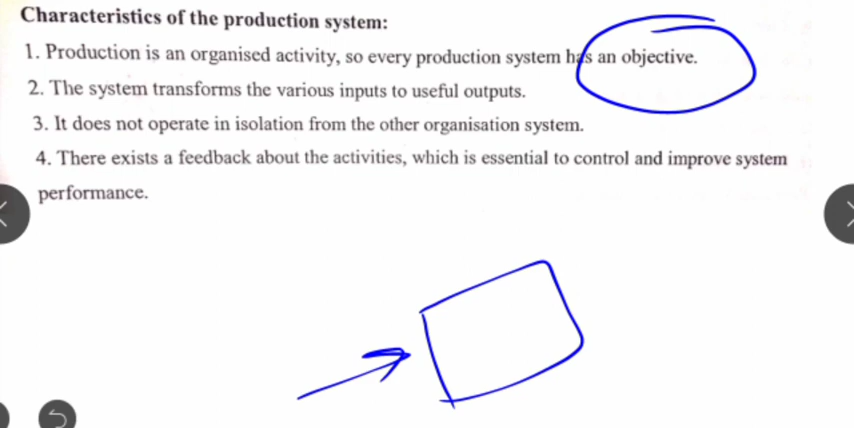 Characteristics of the production system:
1. Production is an organised activity, so every production system has an objective.
2. The system transforms the various inputs to useful outputs.
3. It does not operate in isolation from the other organisation system.
4. There exists a feedback about the activities, which is essential to control and improve system
performance.